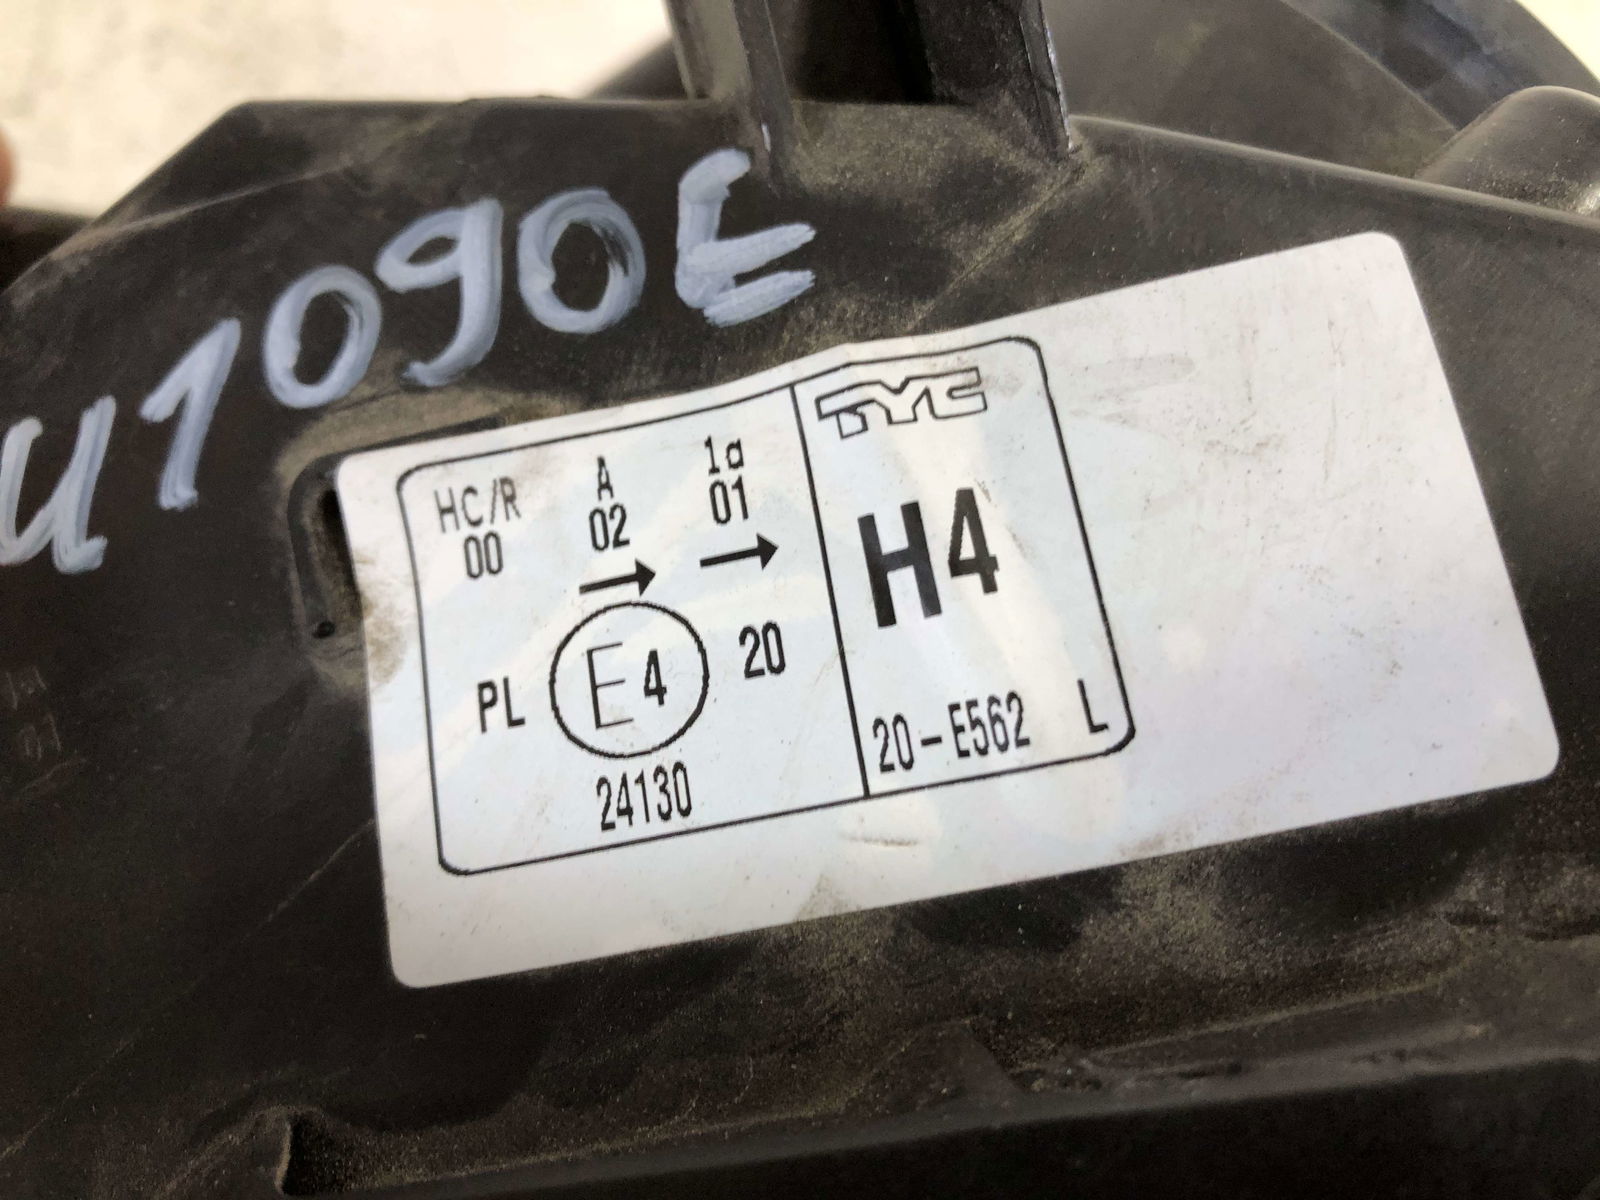 U1090E
TYC
HC/R A 1a
00 02 01
→ →
H4
PL E4 20
20-E562 L
24130